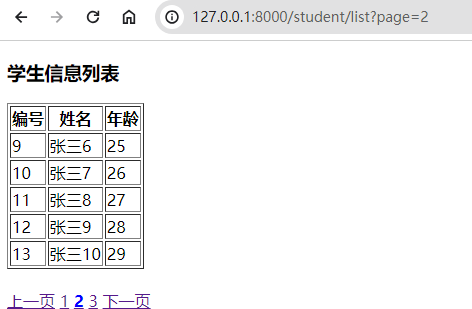 127.0.0.1:8000/student/list?page=2
学生信息列表
编号 姓名 年龄
9 张三6 25
10 张三7 26
11 张三8 27
12 张三9 28
13 张三10 29
上一页 1 2 3 下一页